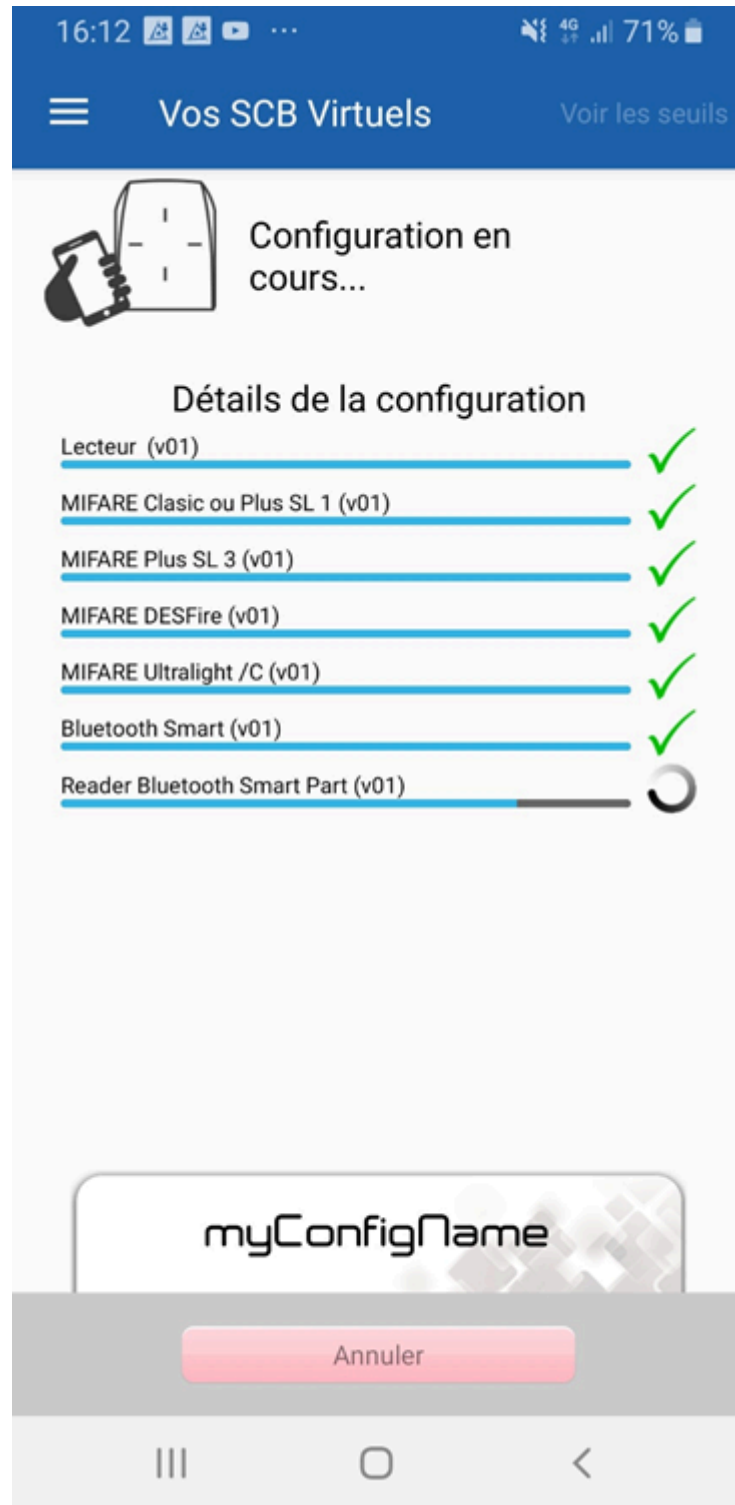 16:12 ... 4G 71%
Vos SCB Virtuels Voir les seuils
Configuration en
cours...
Détails de la configuration
Lecteur (v01)
MIFARE Clasic ou Plus SL 1 (v01)
MIFARE Plus SL 3 (v01)
MIFARE DESFire (v01)
MIFARE Ultralight /C (v01)
Bluetooth Smart (v01)
Reader Bluetooth Smart Part (v01)
myConfigName
Annuler